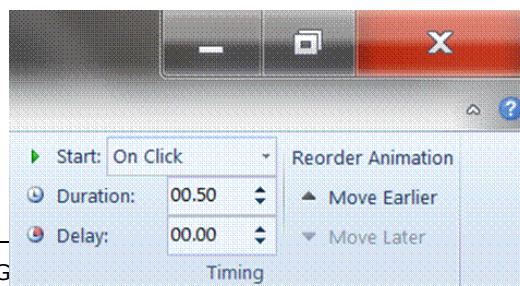 Start: On Click Reorder Animation
Duration: 00.50 Move Earlier
Delay: 00.00 Move Later
G Timing